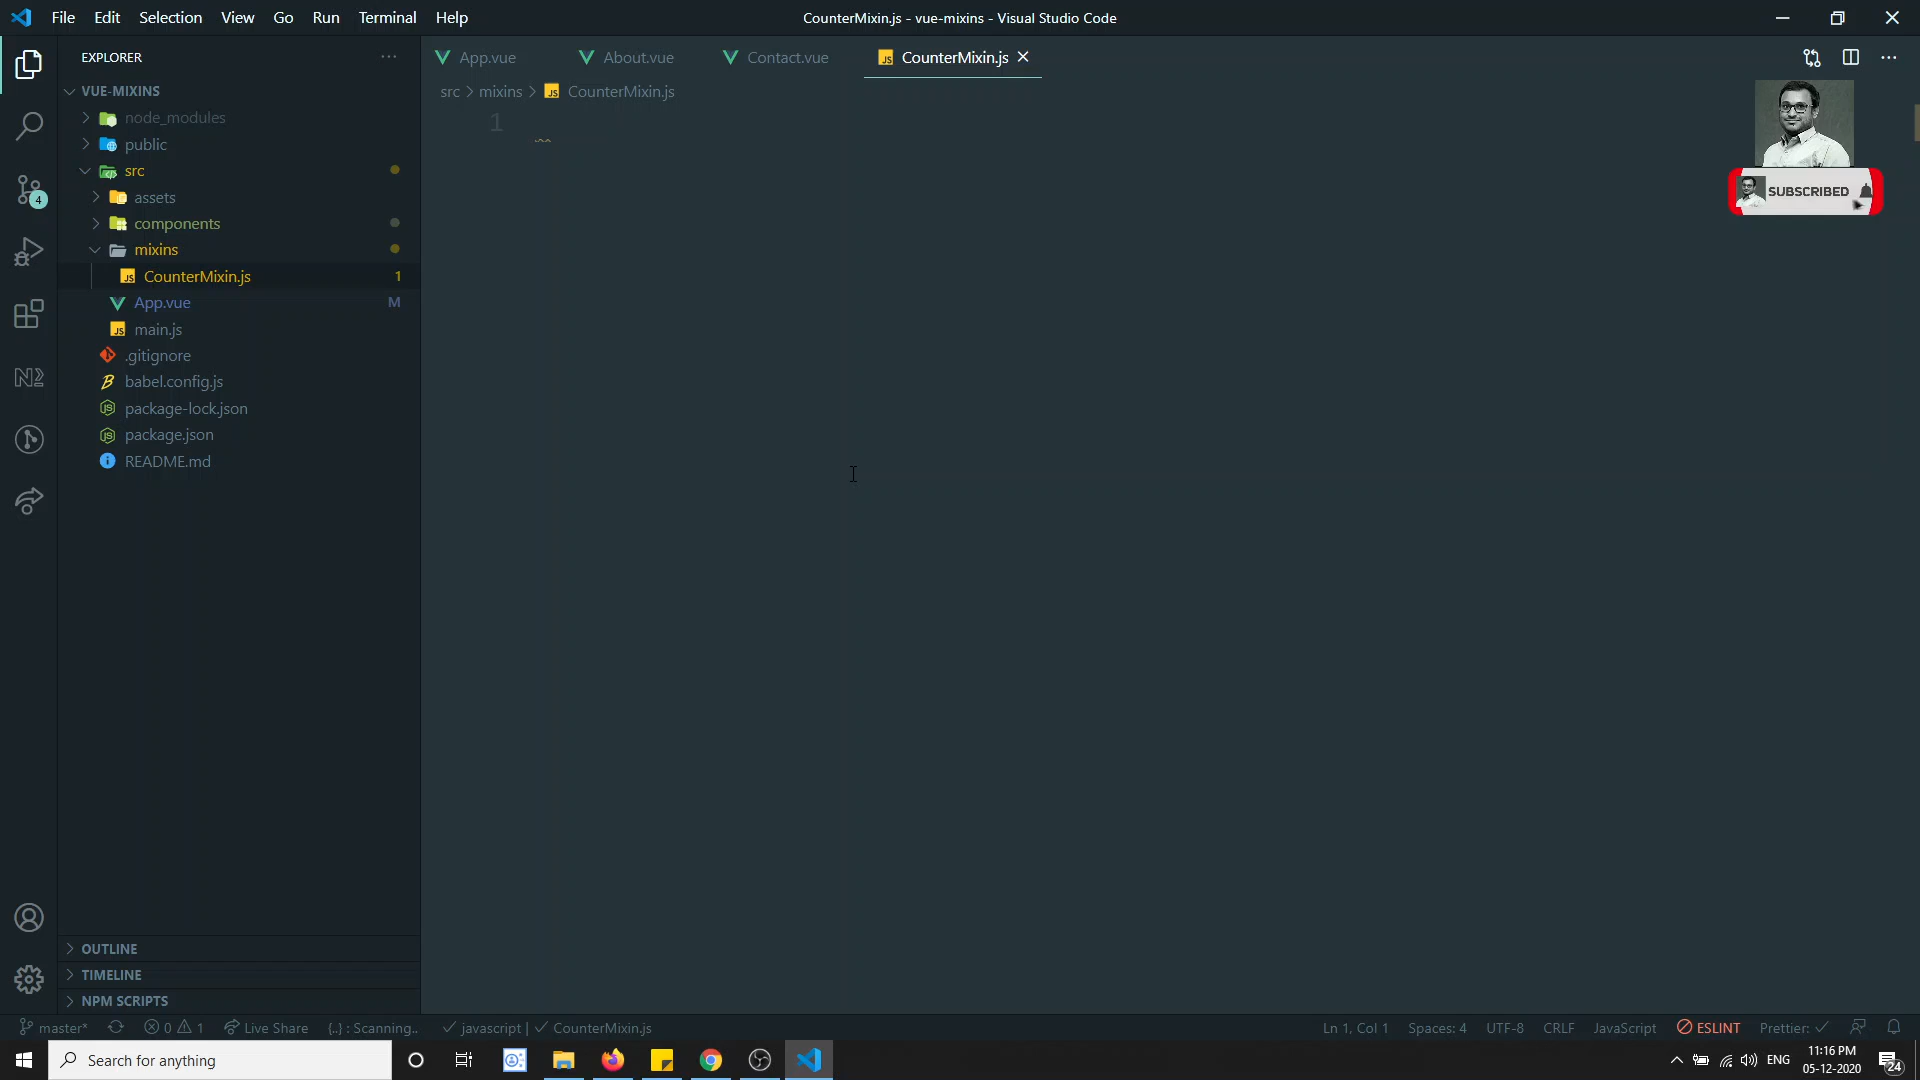 File Edit Selection View Go Run Terminal Help
CounterMixin.js - vue-mixins - Visual Studio Code
EXPLORER
App.vue About.vue Contact.vue CounterMixin.js
src > mixins > JS CounterMixin.js
VUE-MIXINS
node_modules
public
src
assets
components
mixins
JS CounterMixin.js 1
App.vue M
JS main.js
.gitignore
babel.config.js
package-lock.json
package.json
README.md
1
SUBSCRIBED
4
OUTLINE
TIMELINE
NPM SCRIPTS
master* 0 1 Live Share {..} : Scanning.. javascript | CounterMixin.js Ln 1, Col 1 Spaces: 4 UTF-8 CRLF JavaScript ESLINT Prettier:
Search for anything
ENG
11:16 PM
05-12-2020
24